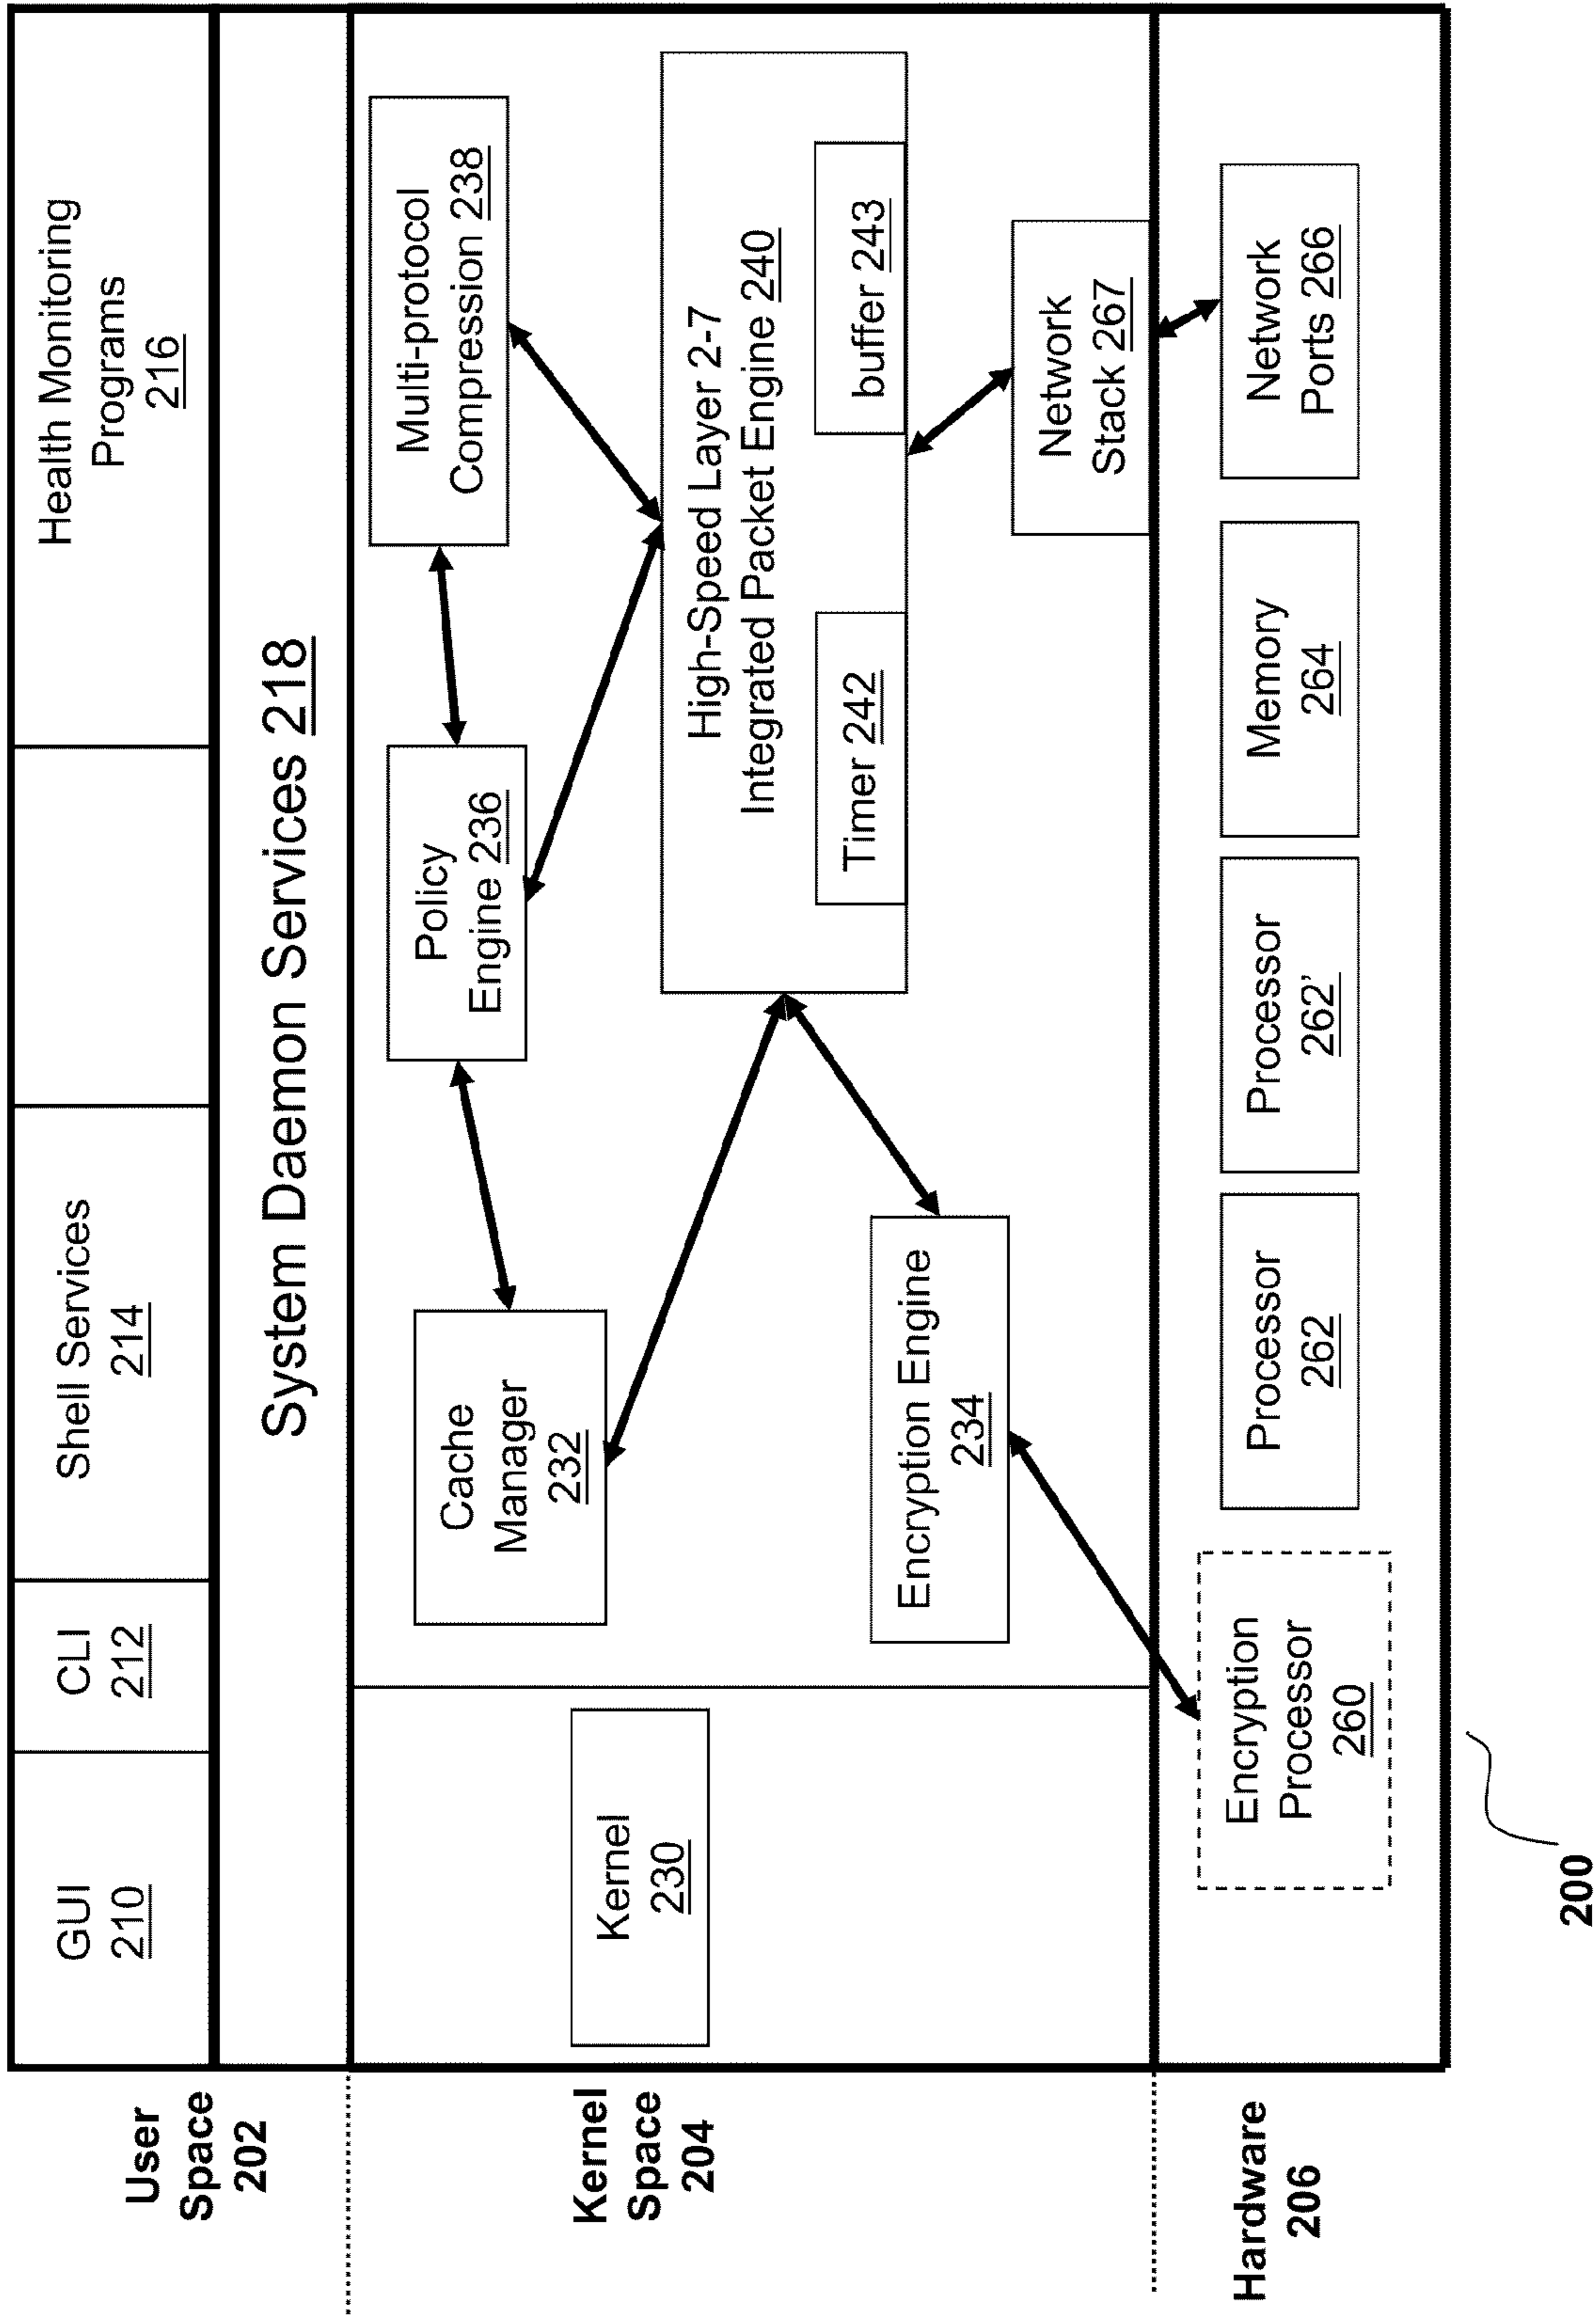 User
Space
202
GUI
210
CLI
212
Shell Services
214
Health Monitoring
Programs
216
System Daemon Services 218
Kernel
Space
204
Kernel
230
Cache
Manager
232
Policy
Engine 236
Multi-protocol
Compression 238
High-Speed Layer 2-7
Integrated Packet Engine 240
Timer 242
buffer 243
Encryption Engine
234
Network
Stack 267
Hardware
206
Encryption
Processor
260
Processor
262
Processor
262’
Memory
264
Network
Ports 266
200